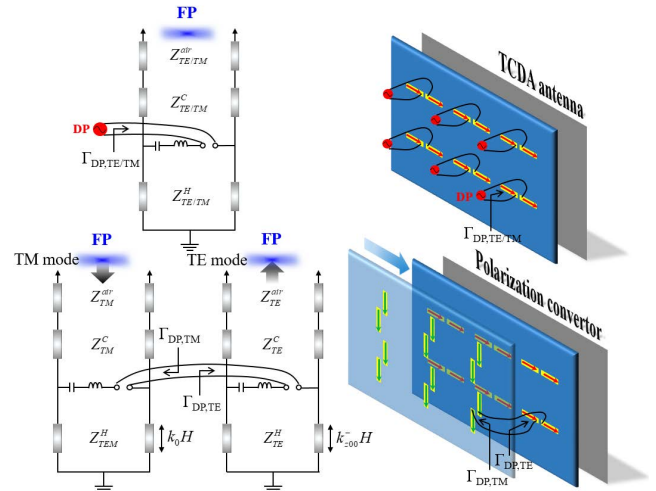 FP
Z^{air}_{TE/TM}
Z^{C}_{TE/TM}
DP
Γ_{DP,TE/TM}
Z^{H}_{TE/TM}
TCDA antenna
DP
Γ_{DP,TE/TM}
FP
FP
TM mode
TE mode
Z^{air}_{TM}
Z^{air}_{TE}
Z^{C}_{TM}
Z^{C}_{TE}
Γ_{DP,TM}
Γ_{DP,TE}
Z^{H}_{TEM}
k_{0}H
Z^{H}_{TE}
k^{-}_{z00}H
Polarization convertor
Γ_{DP,TE}
Γ_{DP,TM}